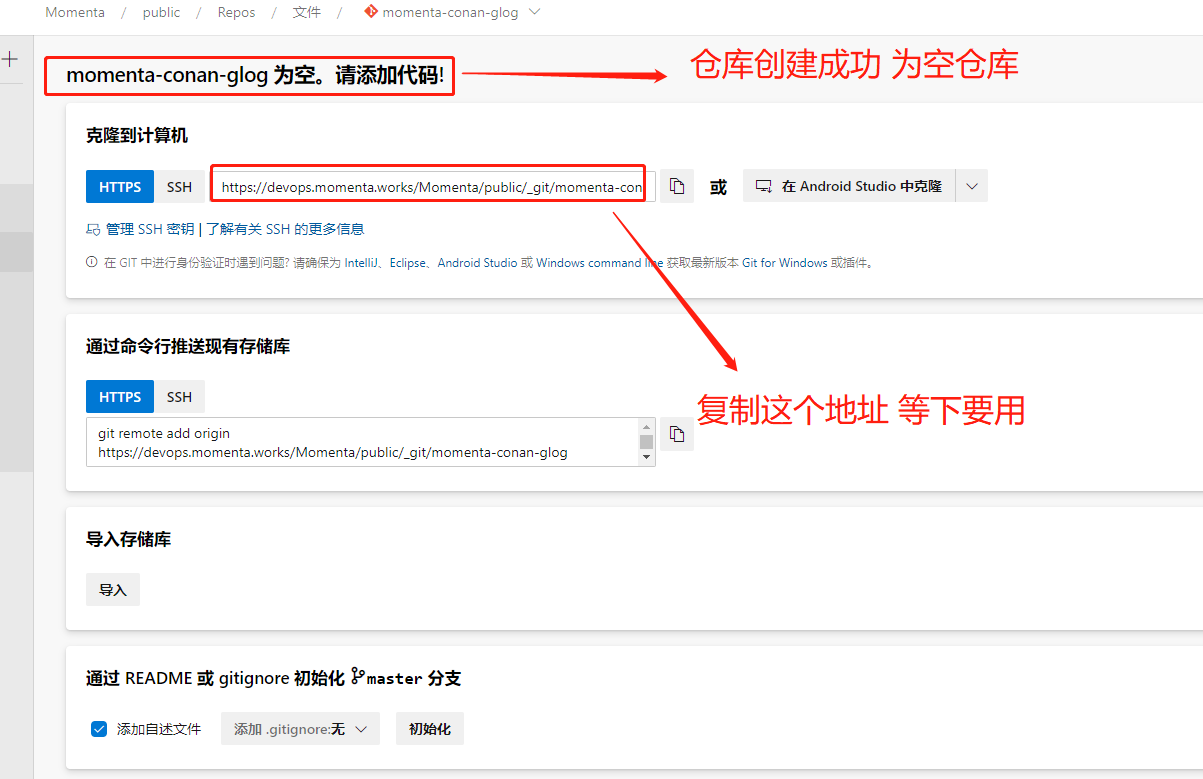 Momenta / public / Repos / 文件 / momenta-conan-glog
momenta-conan-glog 为空。请添加代码!
仓库创建成功 为空仓库
克隆到计算机
HTTPS SSH https://devops.momenta.works/Momenta/public/_git/momenta-con 或 在 Android Studio 中克隆
管理 SSH 密钥 | 了解有关 SSH 的更多信息
在 GIT 中进行身份验证时遇到问题? 请确保为 IntelliJ、Eclipse、Android Studio 或 Windows command line 获取最新版本 Git for Windows 或插件。
通过命令行推送现有存储库
HTTPS SSH
复制这个地址 等下要用
git remote add origin
https://devops.momenta.works/Momenta/public/_git/momenta-conan-glog
导入存储库
导入
通过 README 或 gitignore 初始化 master 分支
添加自述文件 添加 .gitignore:无 初始化